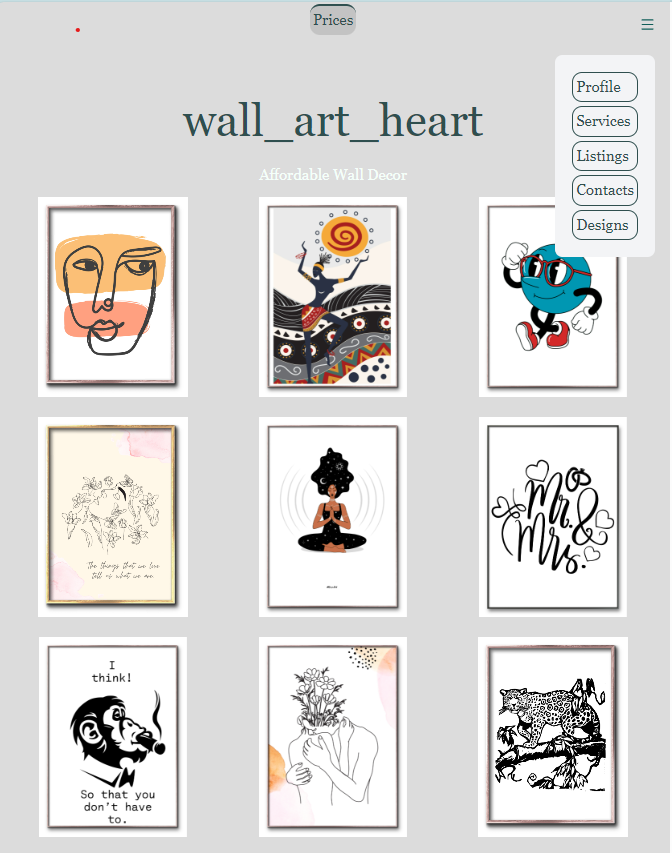 Prices
Profile
Services
Listings
Contacts
Designs
wall_art_heart
Affordable Wall Decor
The things that we love
tell us what we are
Mr.
&
Mrs.
I
think!
So that you
don't have
to.